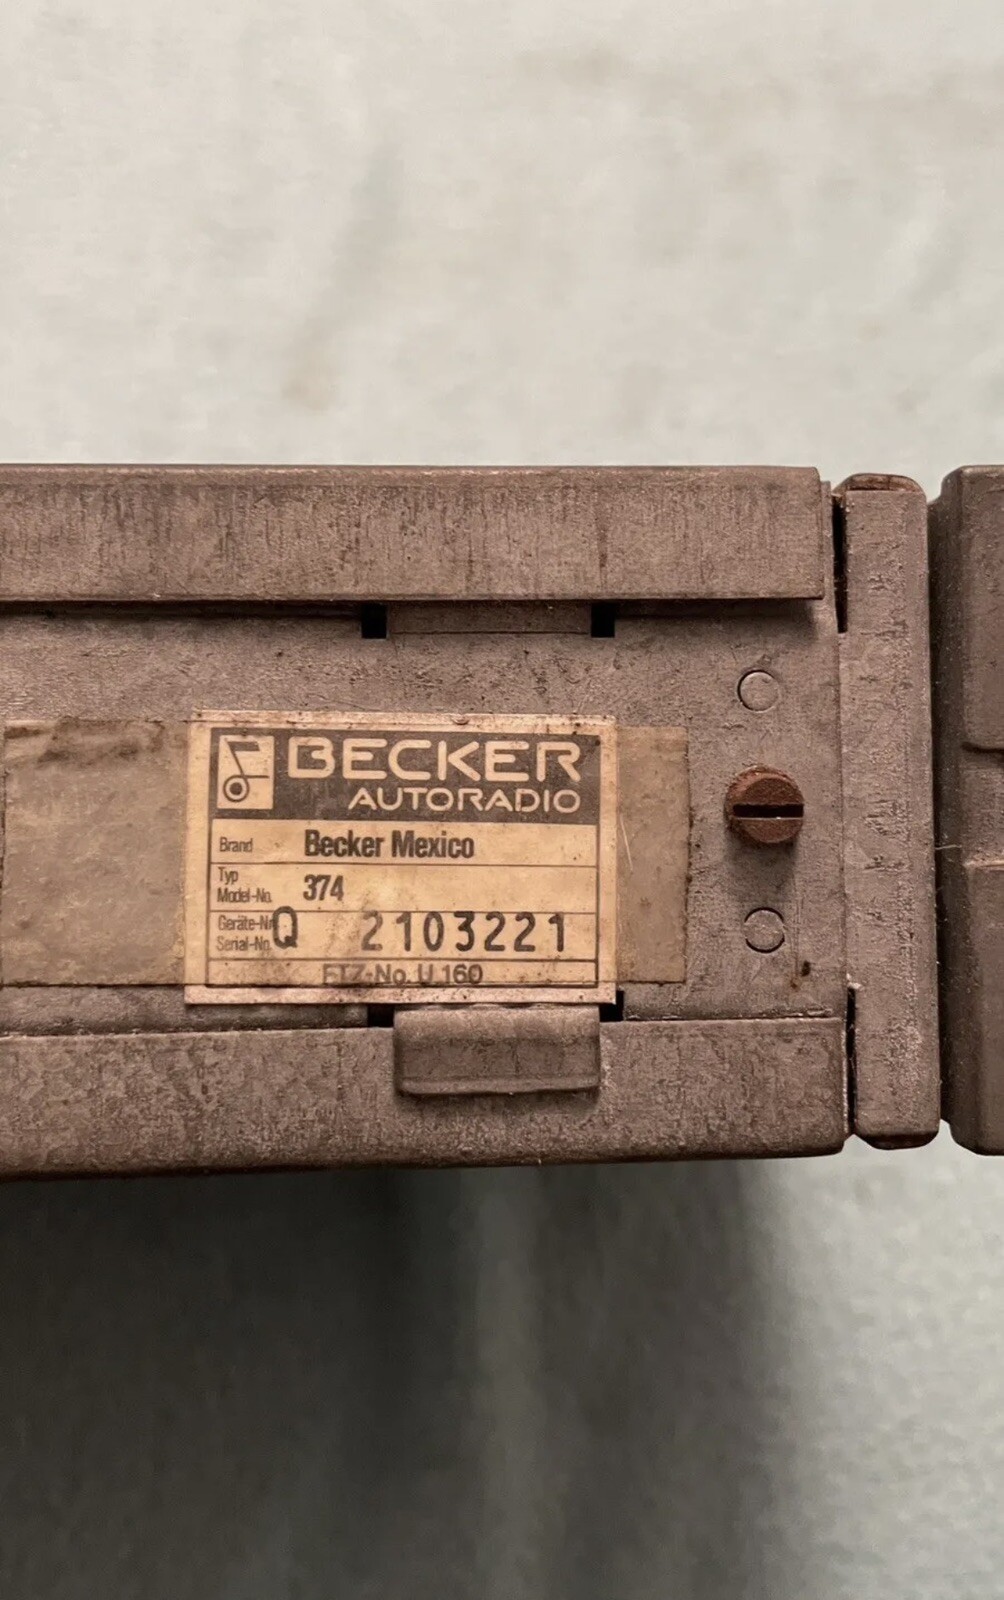 BECKER
AUTORADIO
Brand Becker Mexico
Typ
Model-No. 374
Geräte-Nr. Q 2103221
Serial-No.
FTZ-No. U 160